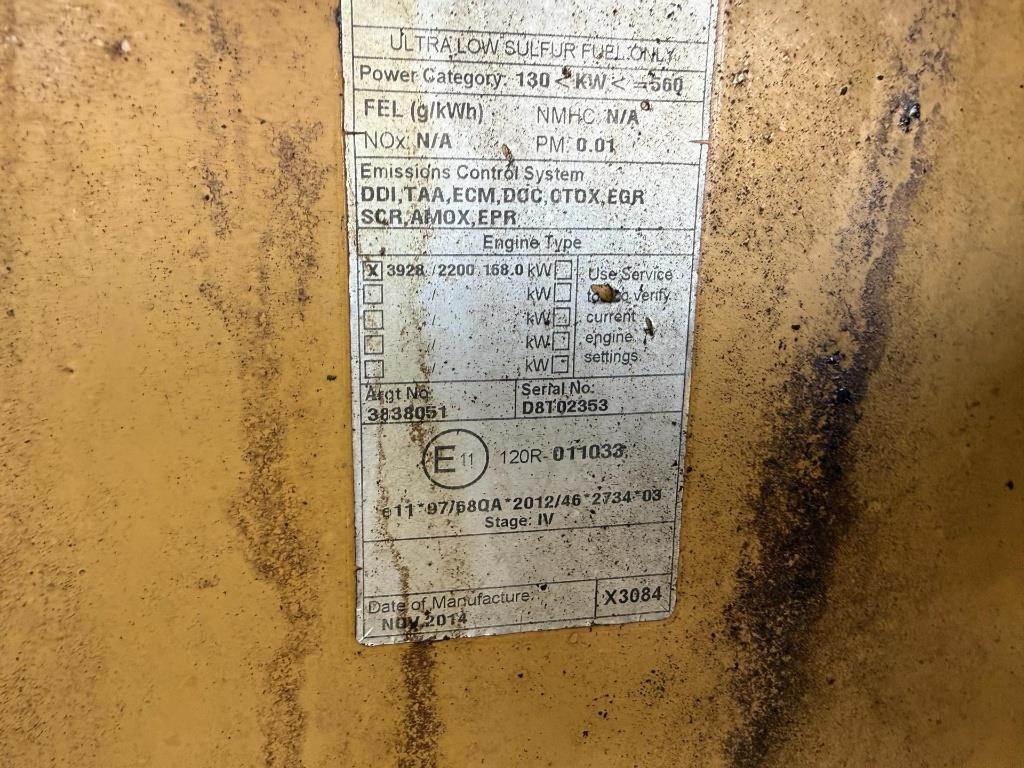 ULTRA LOW SULFUR FUEL ONLY
Power Category: 130 < KW < =560
FEL (g/kWh) NMHC: N/A
NOx: N/A PM: 0.01
Emissions Control System
DDI,TAA,ECM,DOC,CTOX,EGR
SCR,AMOX,EPR
Engine Type
X 3928 /2200 168.0 kW Use Service
/ kW to verify
/ kW current
/ kW engine
/ kW settings
Argt No: Serial No:
3838051 D8T02353
E 11 120R- 011033
e11*97/68QA*2012/46*2734*03
Stage: IV
Date of Manufacture: X3084
NOV 2014